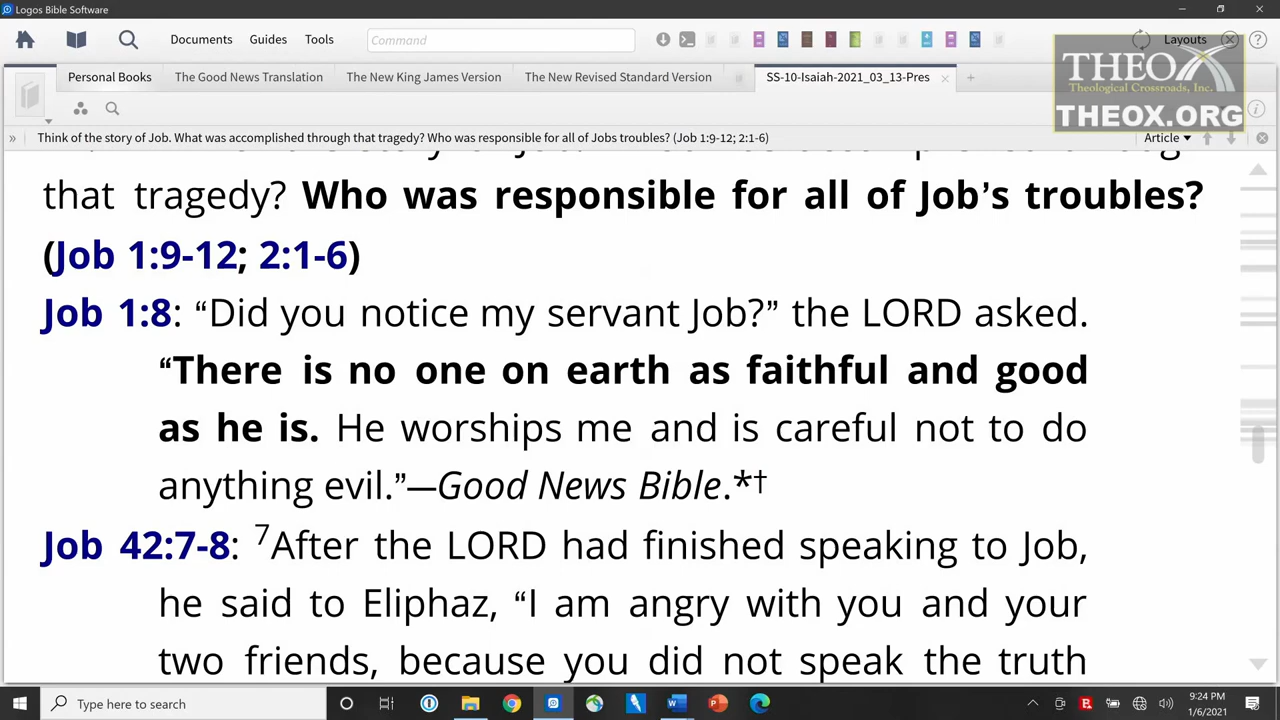 Logos Bible Software
Documents Guides Tools Command Layouts
THEOX
Theological Crossroads, Inc.
THEOX.ORG
Personal Books The Good News Translation The New King James Version The New Revised Standard Version SS-10-Isaiah-2021_03_13-Pres
Think of the story of Job. What was accomplished through that tragedy? Who was responsible for all of Jobs troubles? (Job 1:9-12; 2:1-6) Article
that tragedy? Who was responsible for all of Job’s troubles?
(Job 1:9-12; 2:1-6)
Job 1:8: “Did you notice my servant Job?” the LORD asked.
“There is no one on earth as faithful and good
as he is. He worships me and is careful not to do
anything evil.”—Good News Bible.*†
Job 42:7-8: 7After the LORD had finished speaking to Job,
he said to Eliphaz, “I am angry with you and your
two friends, because you did not speak the truth
Type here to search
9:24 PM
1/6/2021